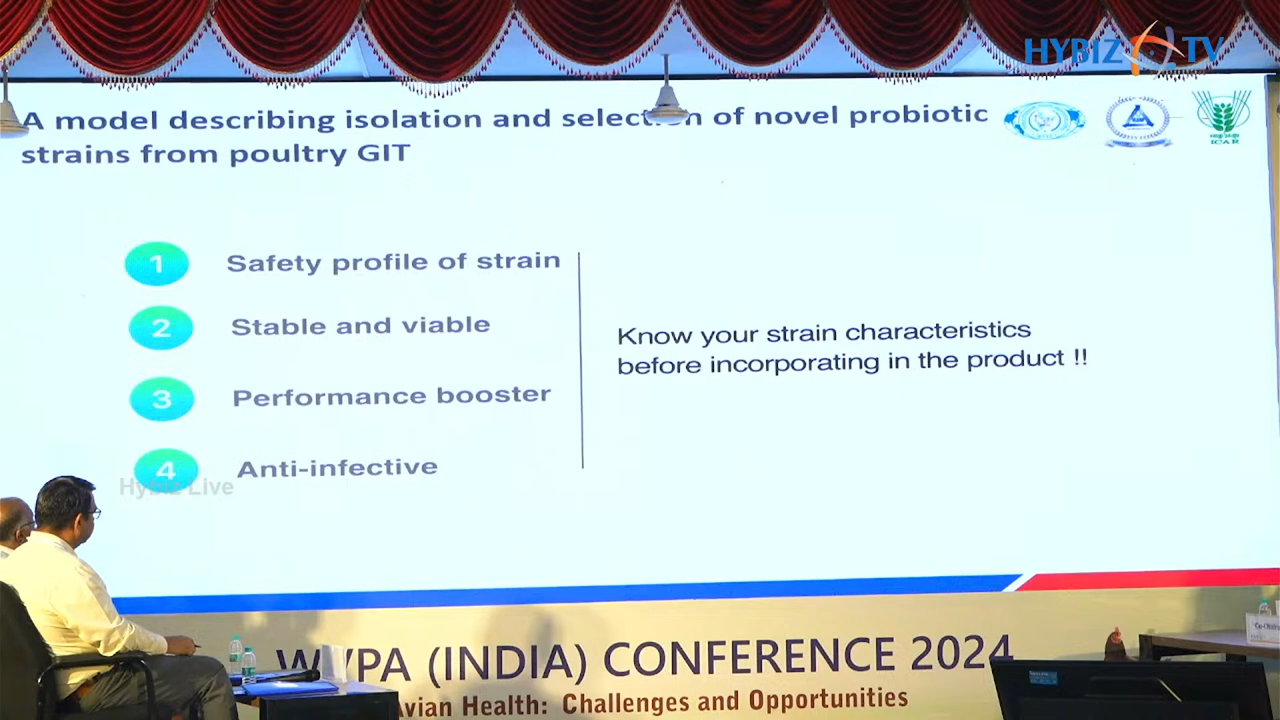 HYBIZ TV
A model describing isolation and selection of novel probiotic
strains from poultry GIT
ICAR
1 Safety profile of strain
2 Stable and viable
3 Performance booster
4 Anti-infective
Know your strain characteristics
before incorporating in the product !!
Hybiz Live
(INDIA) CONFERENCE 2024
Avian Health: Challenges and Opportunities